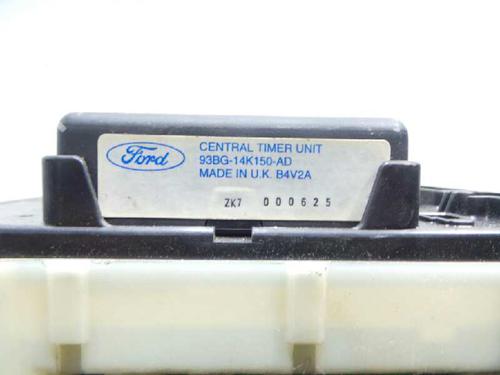 Ford
CENTRAL TIMER UNIT
93BG-14K150-AD
MADE IN U.K. B4V2A
ZK7 000625